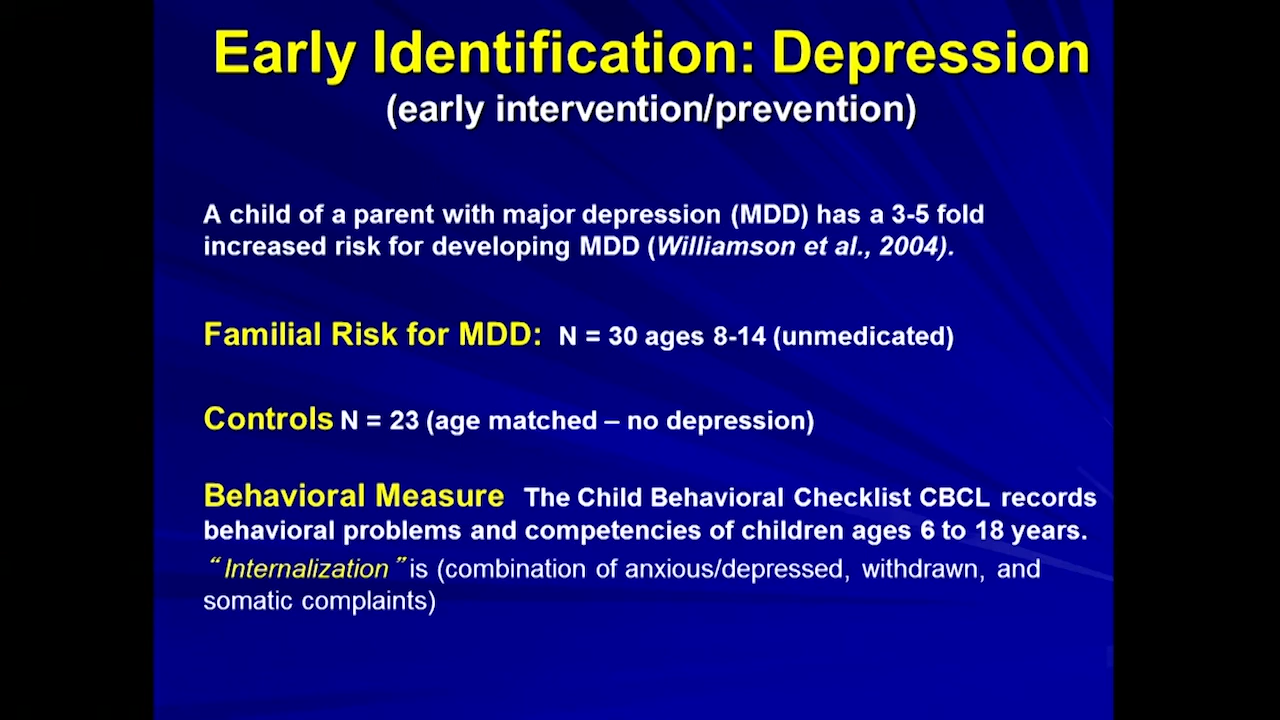 Early Identification: Depression
(early intervention/prevention)
A child of a parent with major depression (MDD) has a 3-5 fold
increased risk for developing MDD (Williamson et al., 2004).
Familial Risk for MDD: N = 30 ages 8-14 (unmedicated)
Controls N = 23 (age matched – no depression)
Behavioral Measure The Child Behavioral Checklist CBCL records
behavioral problems and competencies of children ages 6 to 18 years.
“Internalization” is (combination of anxious/depressed, withdrawn, and
somatic complaints)